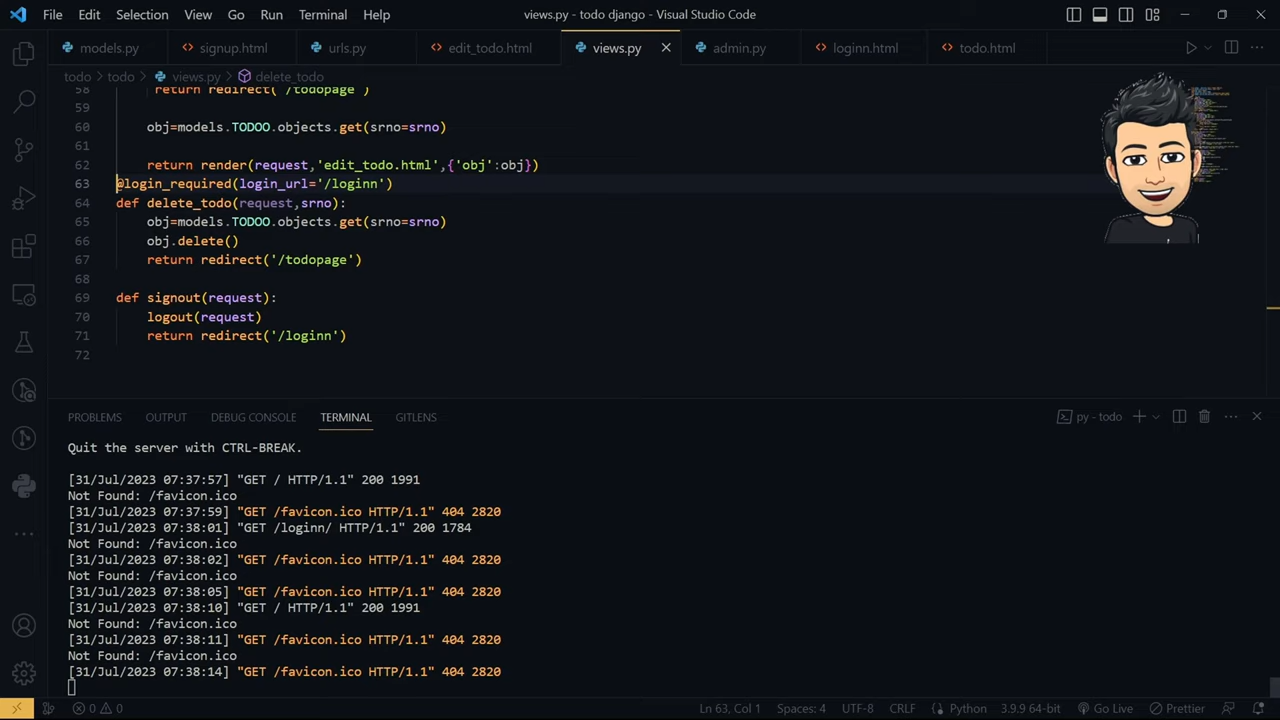 File Edit Selection View Go Run Terminal Help views.py - todo django - Visual Studio Code
models.py signup.html urls.py edit_todo.html views.py admin.py loginn.html todo.html
todo > todo > views.py > delete_todo
58 return redirect('/todopage')
59
60 obj=models.TODOO.objects.get(srno=srno)
61
62 return render(request,'edit_todo.html',{'obj':obj})
63 @login_required(login_url='/loginn')
64 def delete_todo(request,srno):
65 obj=models.TODOO.objects.get(srno=srno)
66 obj.delete()
67 return redirect('/todopage')
68
69 def signout(request):
70 logout(request)
71 return redirect('/loginn')
72
PROBLEMS OUTPUT DEBUG CONSOLE TERMINAL GITLENS py - todo
Quit the server with CTRL-BREAK.
[31/Jul/2023 07:37:57] "GET / HTTP/1.1" 200 1991
Not Found: /favicon.ico
[31/Jul/2023 07:37:59] "GET /favicon.ico HTTP/1.1" 404 2820
[31/Jul/2023 07:38:01] "GET /loginn/ HTTP/1.1" 200 1784
Not Found: /favicon.ico
[31/Jul/2023 07:38:02] "GET /favicon.ico HTTP/1.1" 404 2820
Not Found: /favicon.ico
[31/Jul/2023 07:38:05] "GET /favicon.ico HTTP/1.1" 404 2820
[31/Jul/2023 07:38:10] "GET / HTTP/1.1" 200 1991
Not Found: /favicon.ico
[31/Jul/2023 07:38:11] "GET /favicon.ico HTTP/1.1" 404 2820
Not Found: /favicon.ico
[31/Jul/2023 07:38:14] "GET /favicon.ico HTTP/1.1" 404 2820
0 0 Ln 63, Col 1 Spaces: 4 UTF-8 CRLF Python 3.9.9 64-bit Go Live Prettier